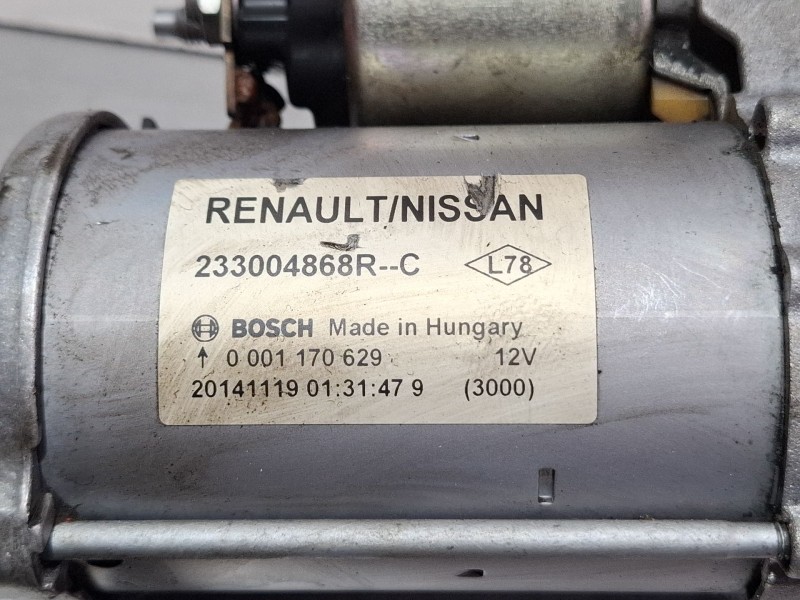 RENAULT/NISSAN
233004868R--C L78
BOSCH Made in Hungary
↑ 0 001 170 629 12V
20141119 01:31:47 9 (3000)